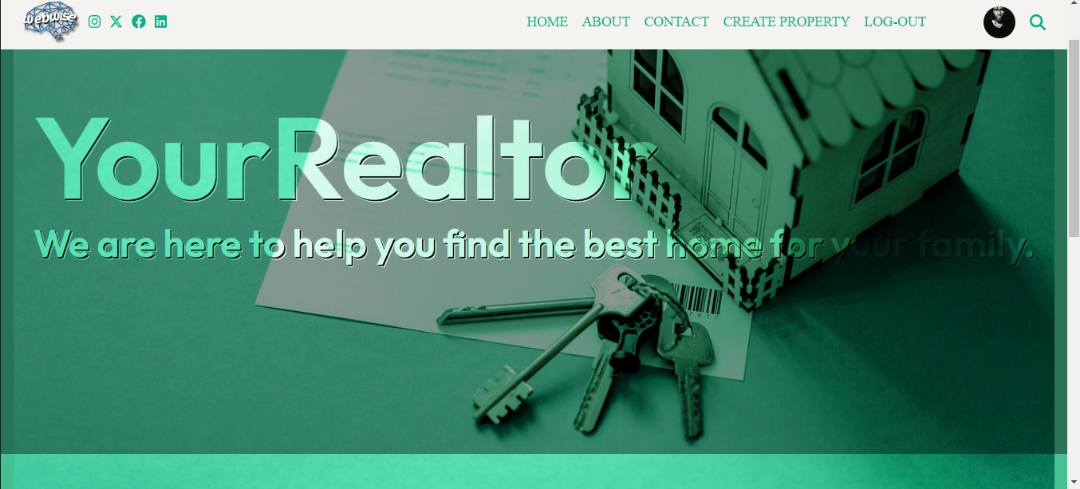 webwise
HOME ABOUT CONTACT CREATE PROPERTY LOG-OUT
YourRealtor
We are here to help you find the best home for your family.